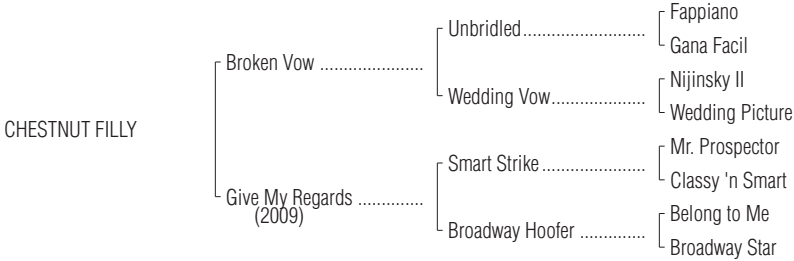 Fappiano
Unbridled..........................
Gana Facil
Broken Vow ......................
Nijinsky II
Wedding Vow....................
Wedding Picture
CHESTNUT FILLY
Mr. Prospector
Smart Strike......................
Classy 'n Smart
Give My Regards ..............
(2009)
Belong to Me
Broadway Hoofer ..............
Broadway Star